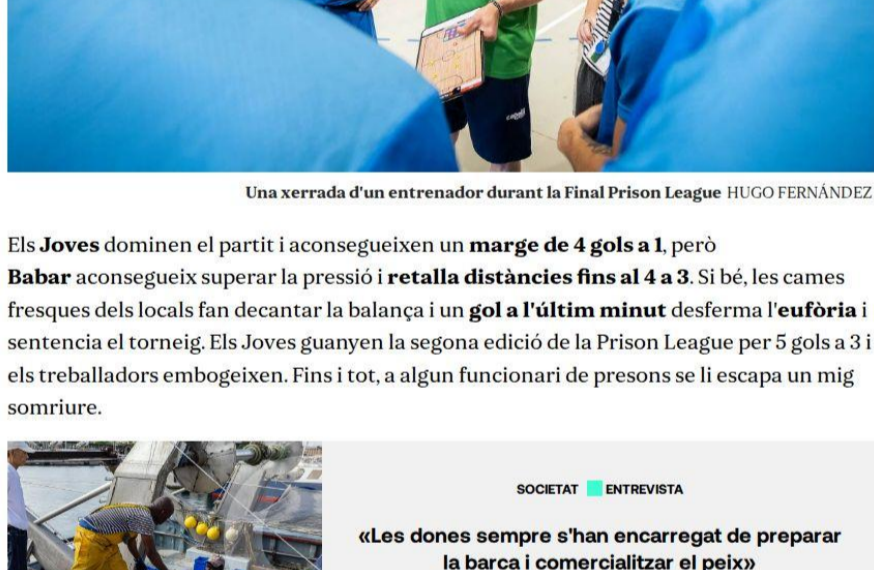 Una xerrada d'un entrenador durant la Final Prison League HUGO FERNÁNDEZ
Els Joves dominen el partit i aconsegueixen un marge de 4 gols a 1, però
Babar aconsegueix superar la pressió i retalla distàncies fins al 4 a 3. Si bé, les cames
fresques dels locals fan decantar la balança i un gol a l'últim minut desferma l'eufòria i
sentencia el torneig. Els Joves guanyen la segona edició de la Prison League per 5 gols a 3 i
els treballadors embogeixen. Fins i tot, a algun funcionari de presons se li escapa un mig
somriure.
SOCIETAT ENTREVISTA
«Les dones sempre s'han encarregat de preparar
la barca i comercialitzar el peix»